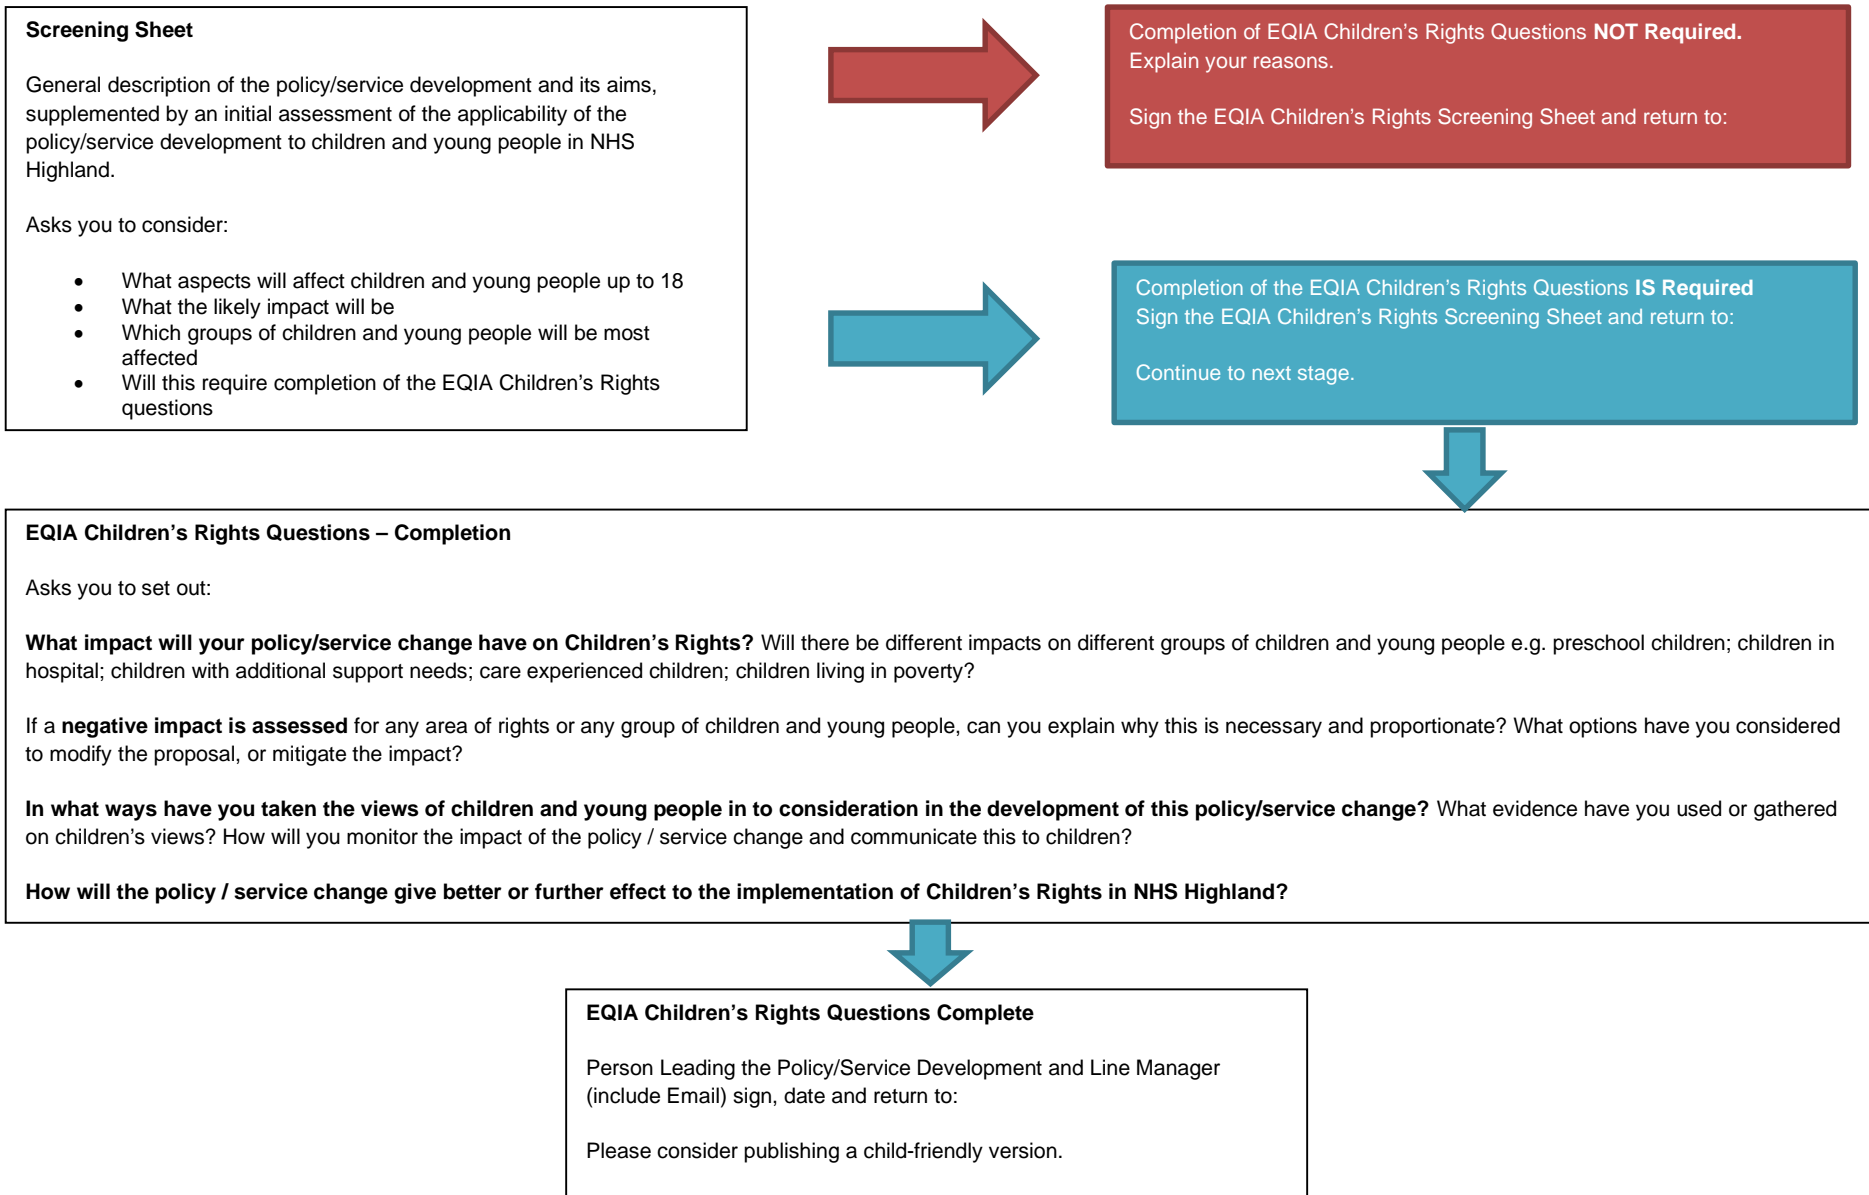 Screening Sheet
General description of the policy/service development and its aims,
supplemented by an initial assessment of the applicability of the
policy/service development to children and young people in NHS
Highland.
Asks you to consider:
• What aspects will affect children and young people up to 18
• What the likely impact will be
• Which groups of children and young people will be most
affected
• Will this require completion of the EQIA Children’s Rights
questions
Completion of EQIA Children’s Rights Questions NOT Required.
Explain your reasons.
Sign the EQIA Children’s Rights Screening Sheet and return to:
Completion of the EQIA Children’s Rights Questions IS Required
Sign the EQIA Children’s Rights Screening Sheet and return to:
Continue to next stage.
EQIA Children’s Rights Questions – Completion
Asks you to set out:
What impact will your policy/service change have on Children’s Rights? Will there be different impacts on different groups of children and young people e.g. preschool children; children in
hospital; children with additional support needs; care experienced children; children living in poverty?
If a negative impact is assessed for any area of rights or any group of children and young people, can you explain why this is necessary and proportionate? What options have you considered
to modify the proposal, or mitigate the impact?
In what ways have you taken the views of children and young people in to consideration in the development of this policy/service change? What evidence have you used or gathered
on children’s views? How will you monitor the impact of the policy / service change and communicate this to children?
How will the policy / service change give better or further effect to the implementation of Children’s Rights in NHS Highland?
EQIA Children’s Rights Questions Complete
Person Leading the Policy/Service Development and Line Manager
(include Email) sign, date and return to:
Please consider publishing a child-friendly version.